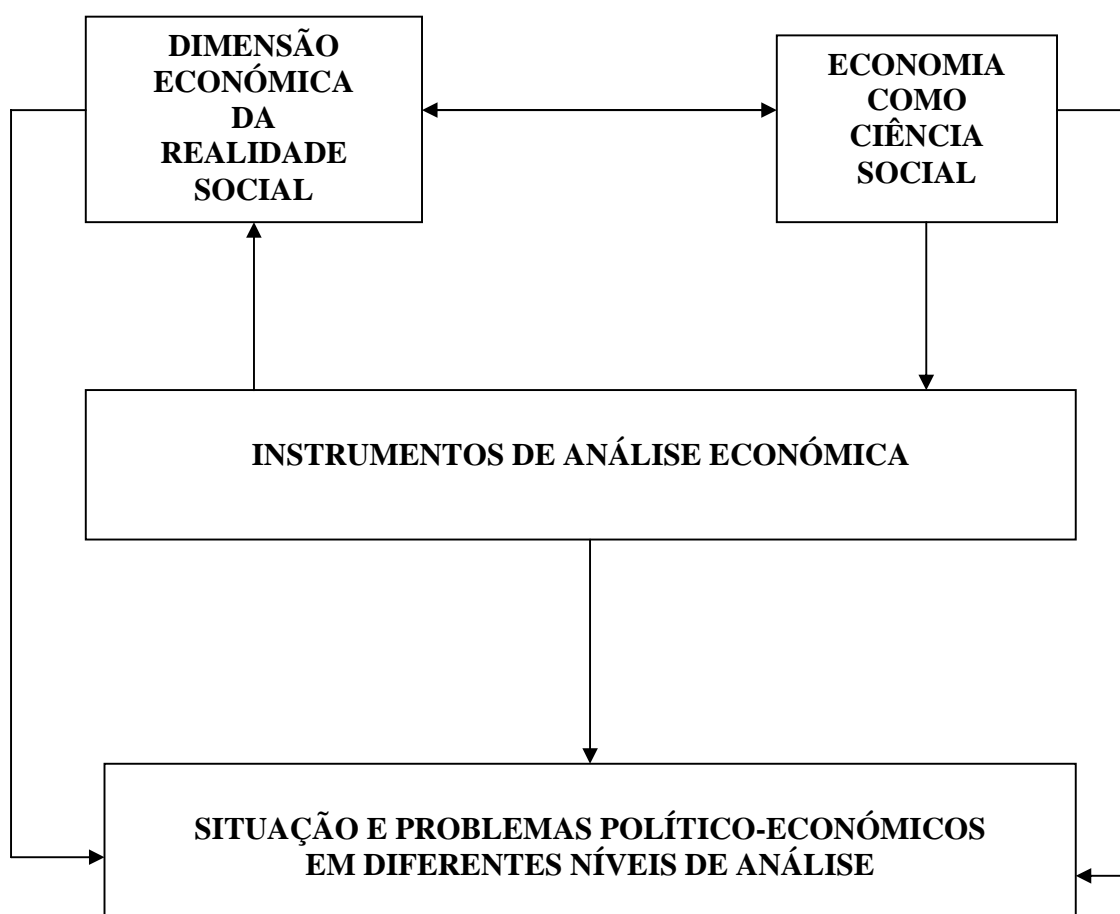 DIMENSÃO
ECONÓMICA
DA
REALIDADE
SOCIAL
ECONOMIA
COMO
CIÊNCIA
SOCIAL
INSTRUMENTOS DE ANÁLISE ECONÓMICA
SITUAÇÃO E PROBLEMAS POLÍTICO-ECONÓMICOS
EM DIFERENTES NÍVEIS DE ANÁLISE